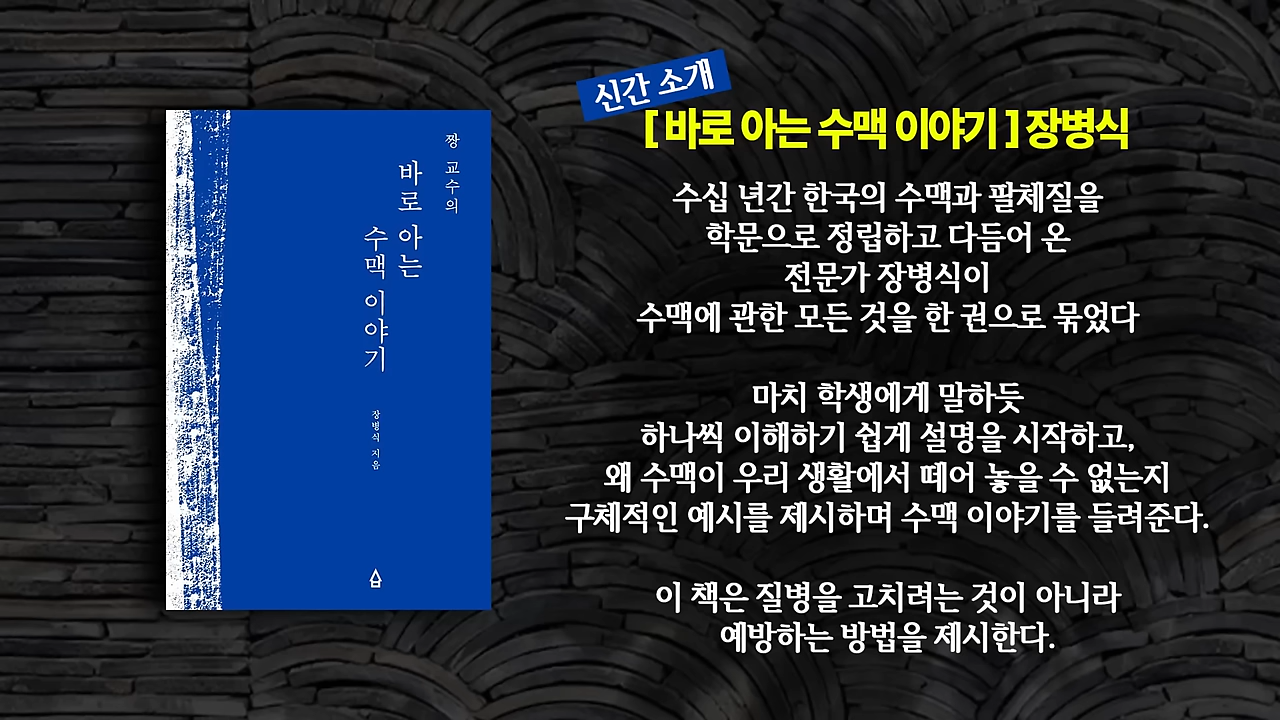 짱 교수의
바로 아는
수맥 이야기
장병식 지음
신간 소개
[ 바로 아는 수맥 이야기 ] 장병식
수십 년간 한국의 수맥과 팔체질을
학문으로 정립하고 다듬어 온
전문가 장병식이
수맥에 관한 모든 것을 한 권으로 묶었다
마치 학생에게 말하듯
하나씩 이해하기 쉽게 설명을 시작하고,
왜 수맥이 우리 생활에서 떼어 놓을 수 없는지
구체적인 예시를 제시하며 수맥 이야기를 들려준다.
이 책은 질병을 고치려는 것이 아니라
예방하는 방법을 제시한다.